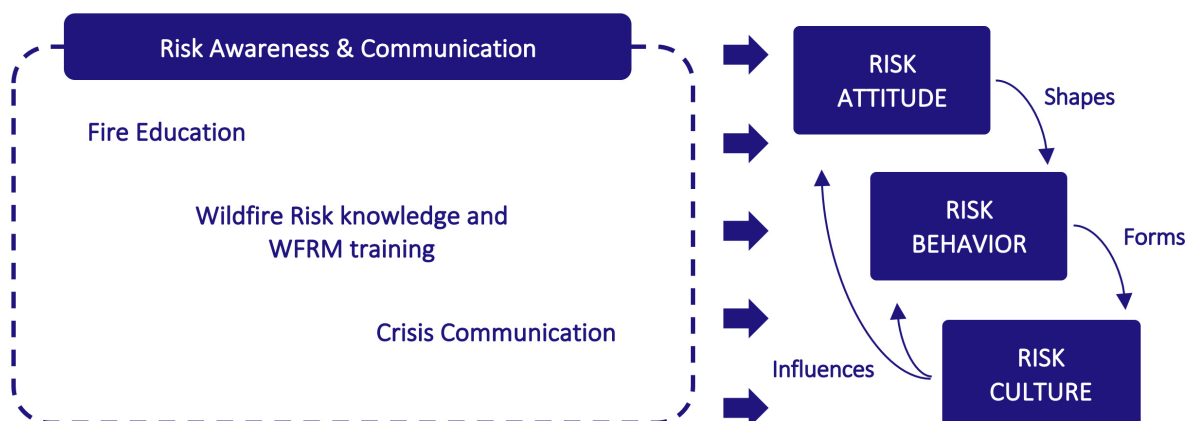 Risk Awareness & Communication
Fire Education
Wildfire Risk knowledge and
WFRM training
Crisis Communication
RISK
ATTITUDE
Shapes
RISK
BEHAVIOR
Forms
Influences
RISK
CULTURE